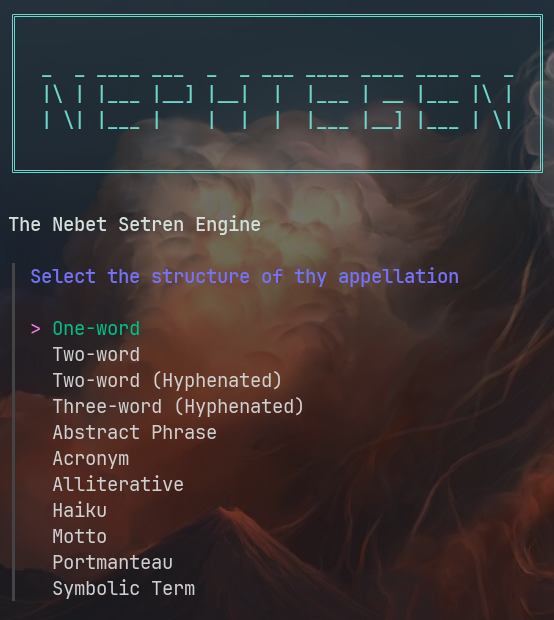 NEPHTEGEN
The Nebet Setren Engine
Select the structure of thy appellation
> One-word
Two-word
Two-word (Hyphenated)
Three-word (Hyphenated)
Abstract Phrase
Acronym
Alliterative
Haiku
Motto
Portmanteau
Symbolic Term